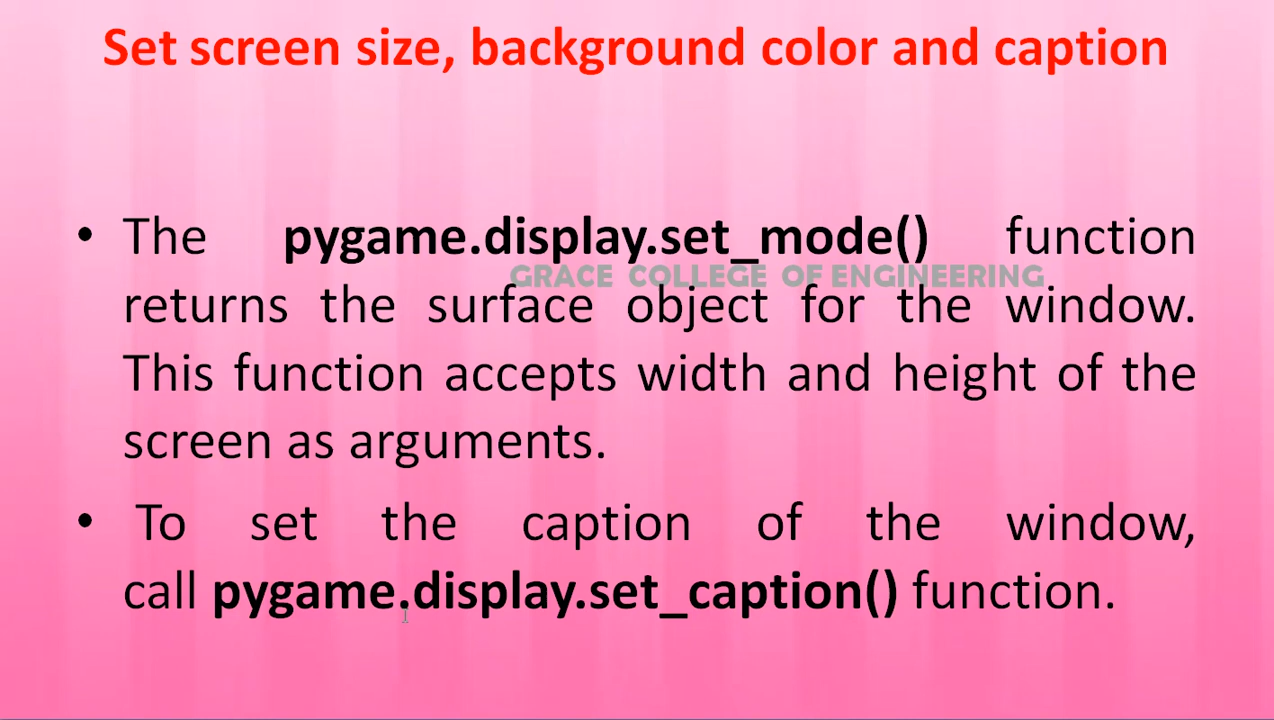 Set screen size, background color and caption
• The pygame.display.set_mode() function
GRACE COLLEGE OF ENGINEERING
returns the surface object for the window.
This function accepts width and height of the
screen as arguments.
• To set the caption of the window,
call pygame.display.set_caption() function.